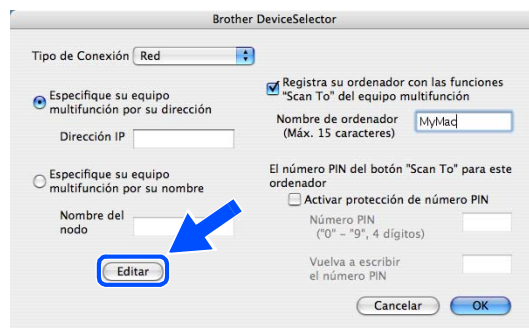 Brother DeviceSelector
Tipo de Conexión Red
Especifique su equipo
multifunción por su dirección
Dirección IP
Especifique su equipo
multifunción por su nombre
Nombre del
nodo
Editar
Registra su ordenador con las funciones
"Scan To" del equipo multifunción
Nombre de ordenador MyMac
(Máx. 15 caracteres)
El número PIN del botón "Scan To" para este
ordenador
Activar protección de número PIN
Número PIN
("0" – "9", 4 dígitos)
Vuelva a escribir
el número PIN
Cancelar OK